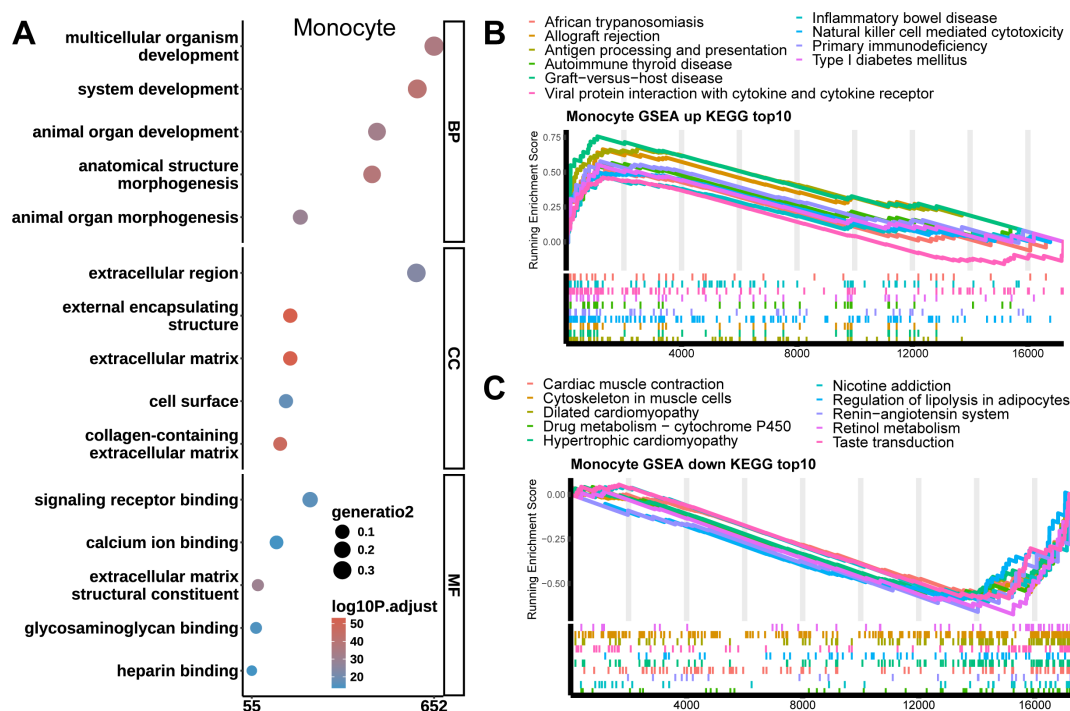 A
Monocyte
multicellular organism
development
system development
animal organ development
anatomical structure
morphogenesis
animal organ morphogenesis
BP
extracellular region
external encapsulating
structure
extracellular matrix
cell surface
collagen-containing
extracellular matrix
CC
signaling receptor binding
calcium ion binding
extracellular matrix
structural constituent
glycosaminoglycan binding
heparin binding
MF
generatio2
0.1
0.2
0.3
log10P.adjust
50
40
30
20
55
652
B
African trypanosomiasis
Allograft rejection
Antigen processing and presentation
Autoimmune thyroid disease
Graft−versus−host disease
Viral protein interaction with cytokine and cytokine receptor
Inflammatory bowel disease
Natural killer cell mediated cytotoxicity
Primary immunodeficiency
Type I diabetes mellitus
Monocyte GSEA up KEGG top10
Running Enrichment Score
0.75
0.50
0.25
0.00
4000
8000
12000
16000
C
Cardiac muscle contraction
Cytoskeleton in muscle cells
Dilated cardiomyopathy
Drug metabolism − cytochrome P450
Hypertrophic cardiomyopathy
Nicotine addiction
Regulation of lipolysis in adipocytes
Renin−angiotensin system
Retinol metabolism
Taste transduction
Monocyte GSEA down KEGG top10
Running Enrichment Score
0.00
−0.25
−0.50
4000
8000
12000
16000